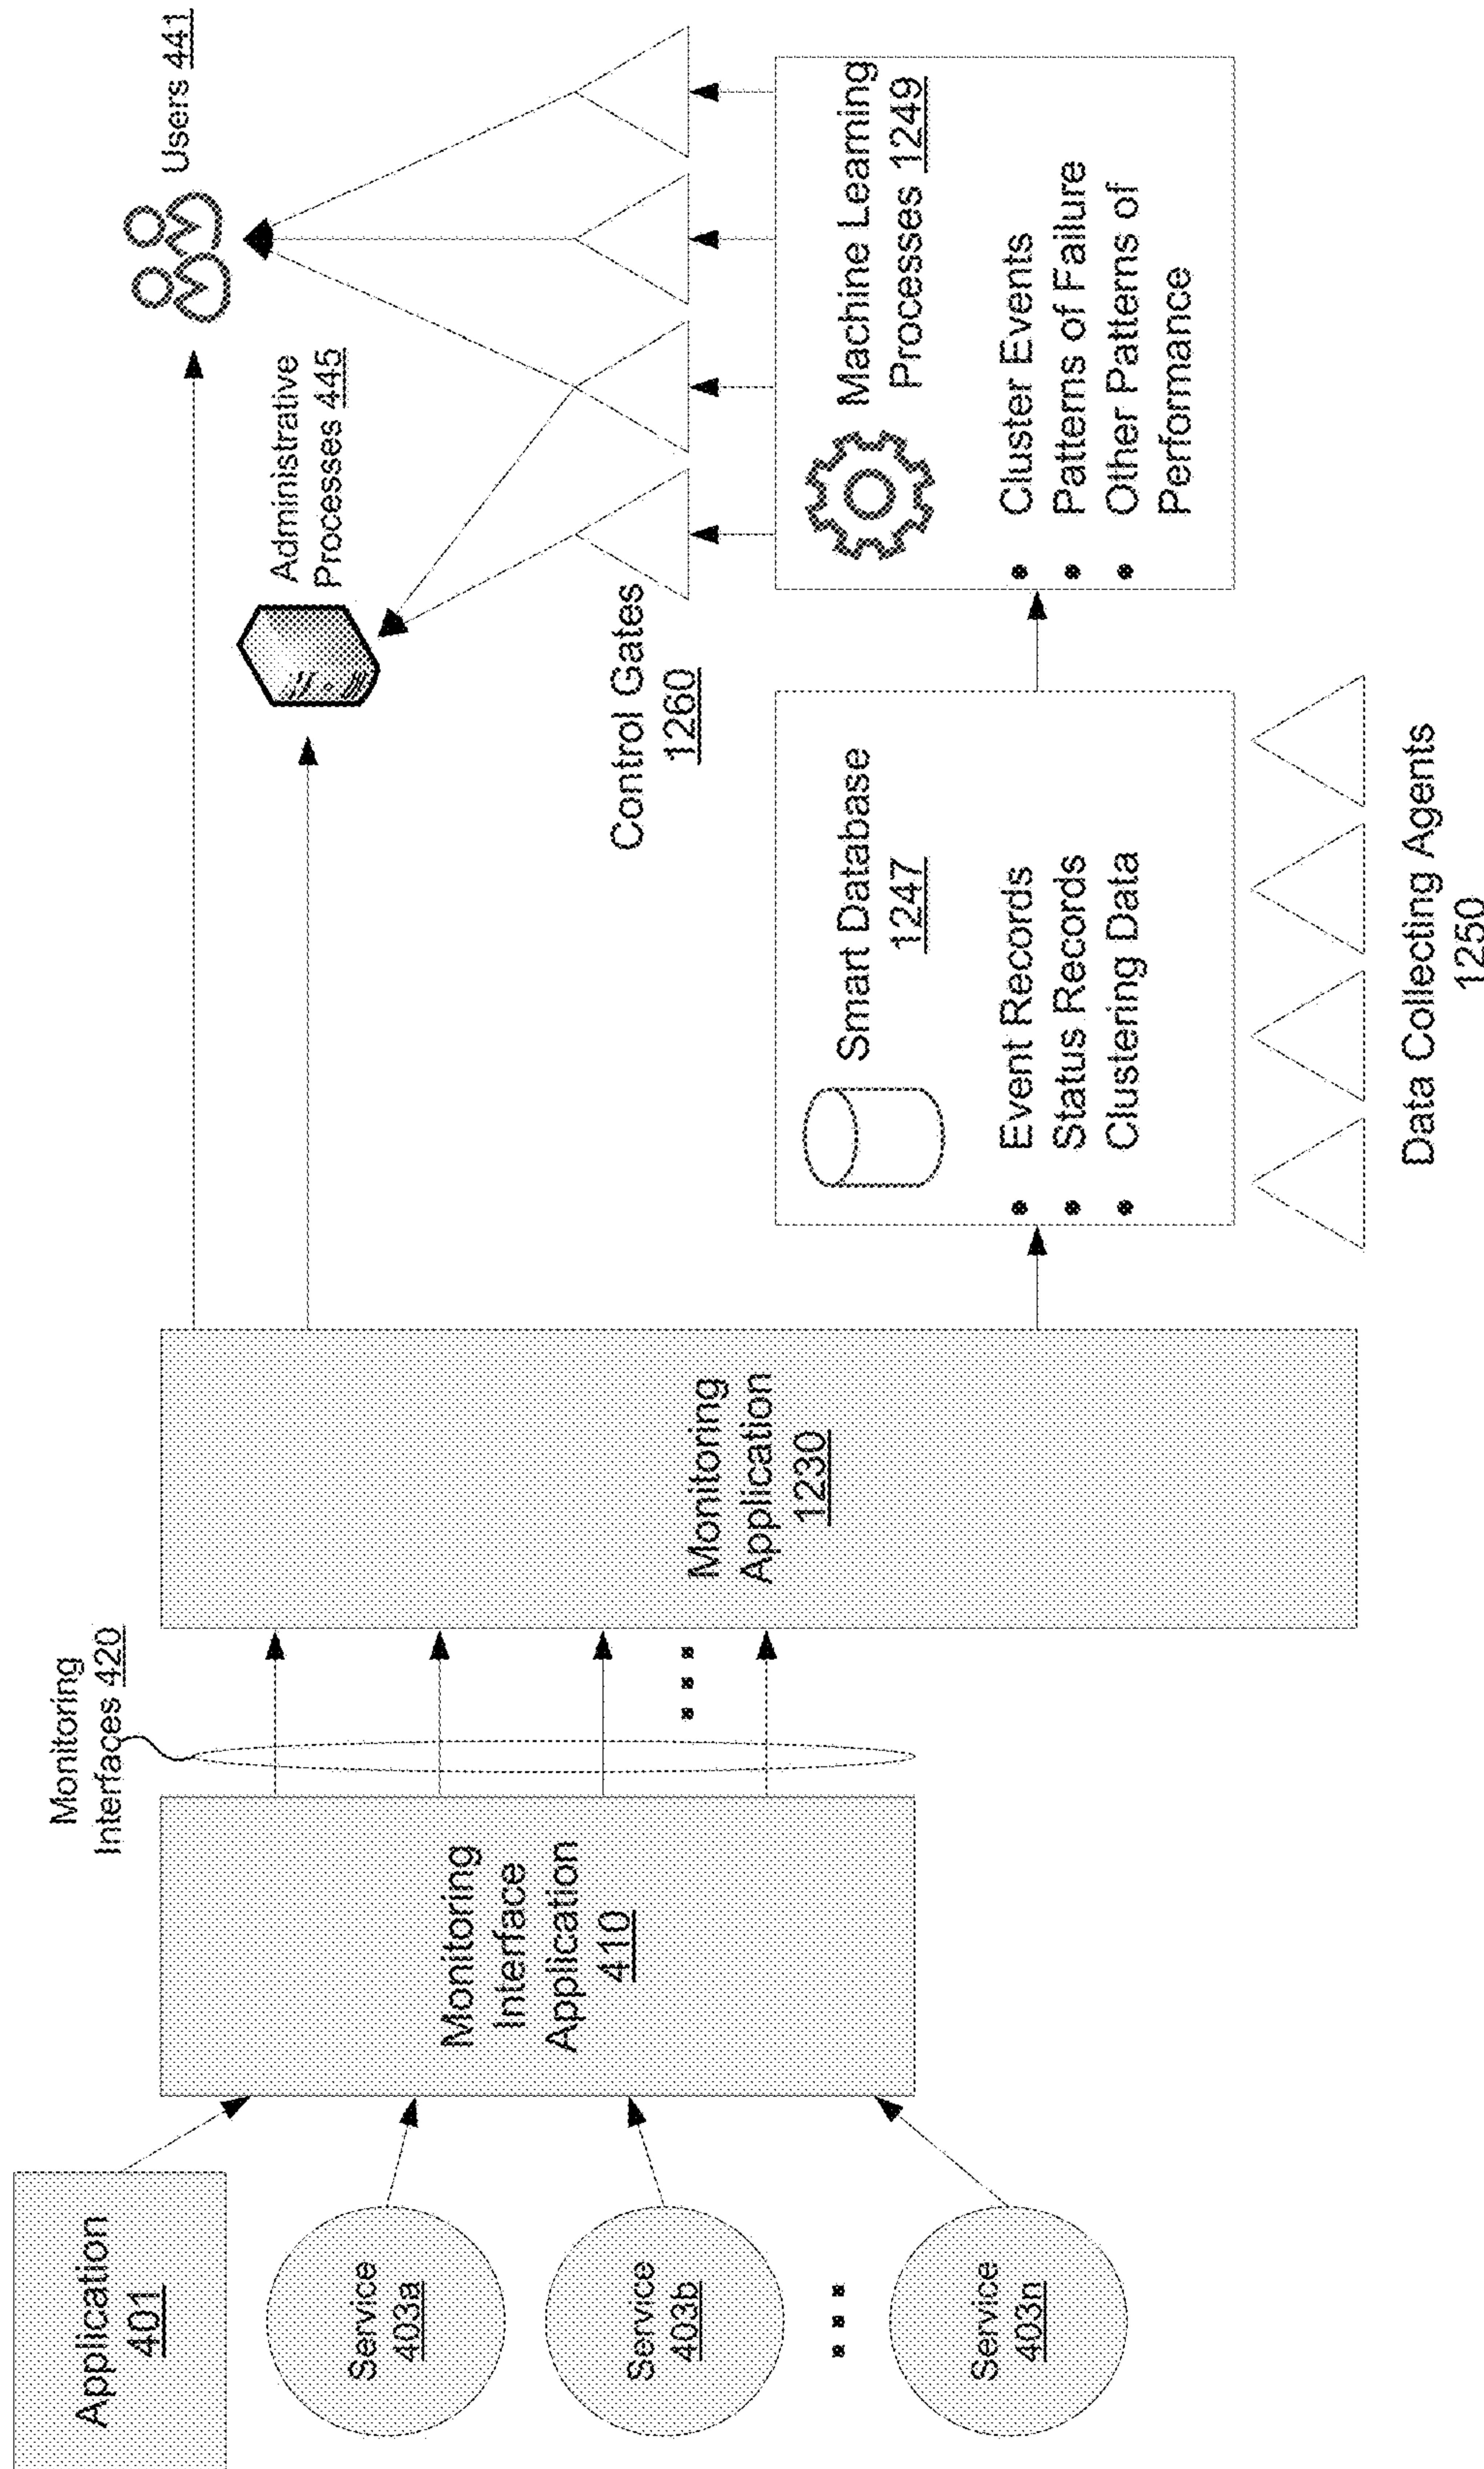 Application
401
Service
403a
Service
403b
Service
403n
Monitoring
Interface
Application
410
Monitoring
Interfaces 420
Monitoring
Application
1230
Users 441
Administrative
Processes 445
Control Gates
1260
Smart Database
1247
• Event Records
• Status Records
• Clustering Data
Machine Learning
Processes 1249
• Cluster Events
• Patterns of Failure
• Other Patterns of
Performance
Data Collecting Agents
1250